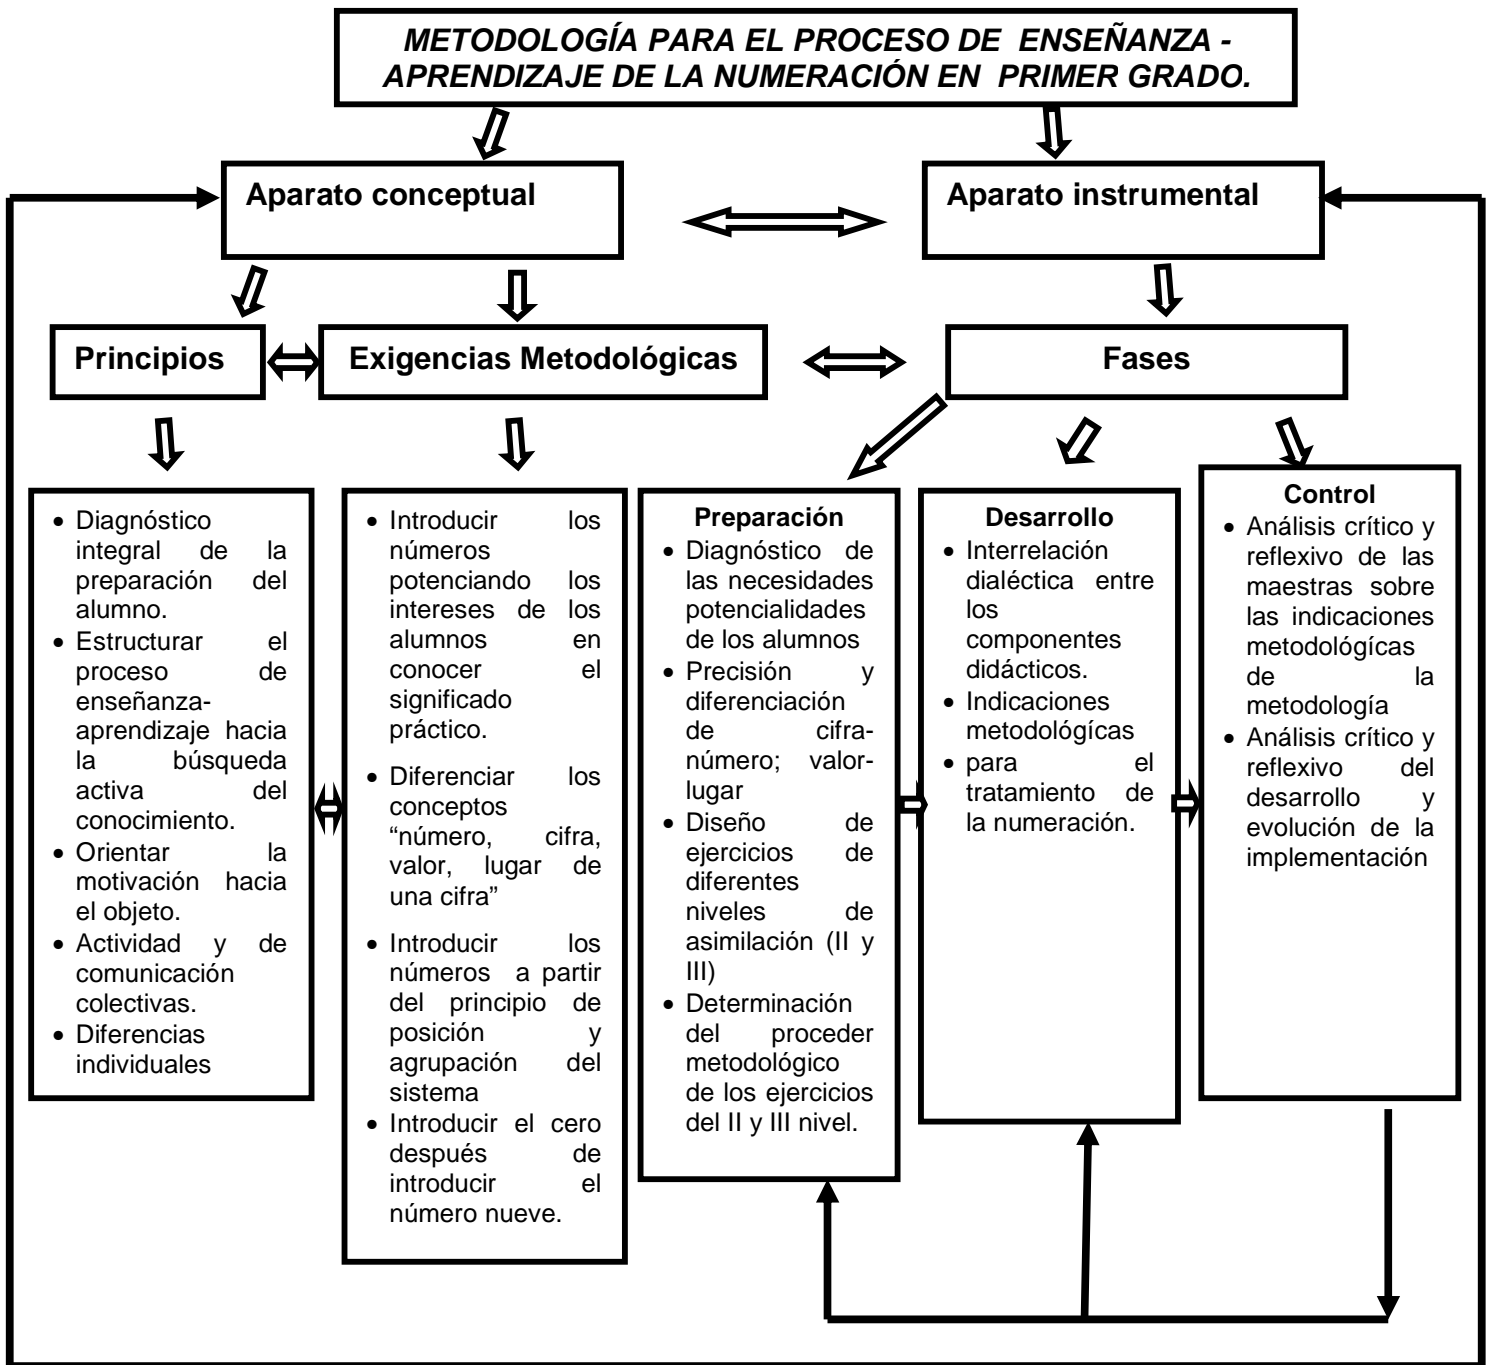 METODOLOGÍA PARA EL PROCESO DE ENSEÑANZA -
APRENDIZAJE DE LA NUMERACIÓN EN PRIMER GRADO.
Aparato conceptual
Aparato instrumental
Principios
Exigencias Metodológicas
Fases
• Diagnóstico
integral de la
preparación del
alumno.
• Estructurar el
proceso de
enseñanza-
aprendizaje hacia
la búsqueda
activa del
conocimiento.
• Orientar la
motivación hacia
el objeto.
• Actividad y de
comunicación
colectivas.
• Diferencias
individuales
• Introducir los
números
potenciando los
intereses de los
alumnos en
conocer el
significado
práctico.
• Diferenciar los
conceptos
“número, cifra,
valor, lugar de
una cifra”
• Introducir los
números a partir
del principio de
posición y
agrupación del
sistema
• Introducir el cero
después de
introducir el
número nueve.
Preparación
• Diagnóstico de
las necesidades
potencialidades
de los alumnos
• Precisión y
diferenciación
de cifra-
número; valor-
lugar
• Diseño de
ejercicios de
diferentes
niveles de
asimilación (II y
III)
• Determinación
del proceder
metodológico
de los ejercicios
del II y III nivel.
Desarrollo
• Interrelación
dialéctica entre
los
componentes
didácticos.
• Indicaciones
metodológícas
• para el
tratamiento de
la numeración.
Control
• Análisis crítico y
reflexivo de las
maestras sobre
las indicaciones
metodológícas
de la
metodología
• Análisis crítico y
reflexivo del
desarrollo y
evolución de la
implementación